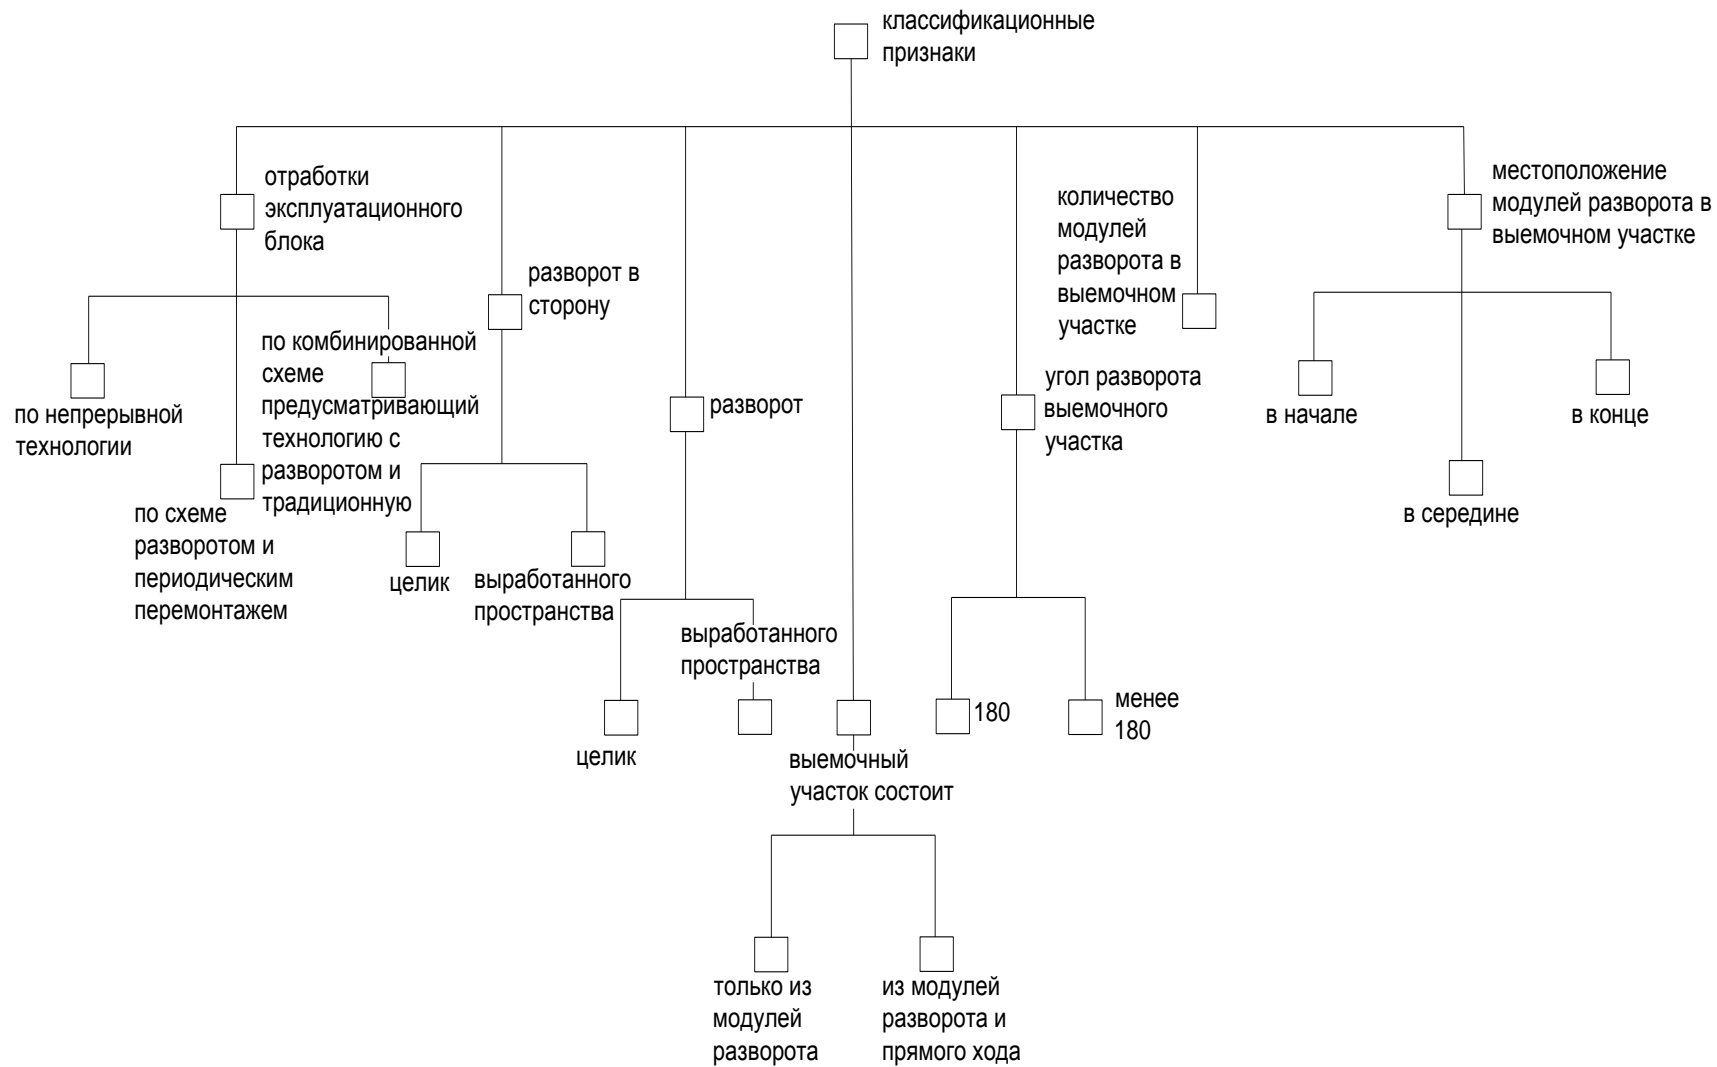 классификационные
признаки
отработки
эксплуатационного
блока
разворот в
сторону
количество
модулей
разворота в
выемочном
участке
местоположение
модулей разворота в
выемочном участке
по непрерывной
технологии
по комбинированной
схеме
предусматривающий
технологию с
разворотом и
традиционную
по схеме
разворотом и
периодическим
перемонтажем
целик
выработанного
пространства
разворот
угол разворота
выемочного
участка
в начале
в конце
в середине
целик
выработанного
пространства
выемочный
участок состоит
180
менее
180
только из
модулей
разворота
из модулей
разворота и
прямого хода